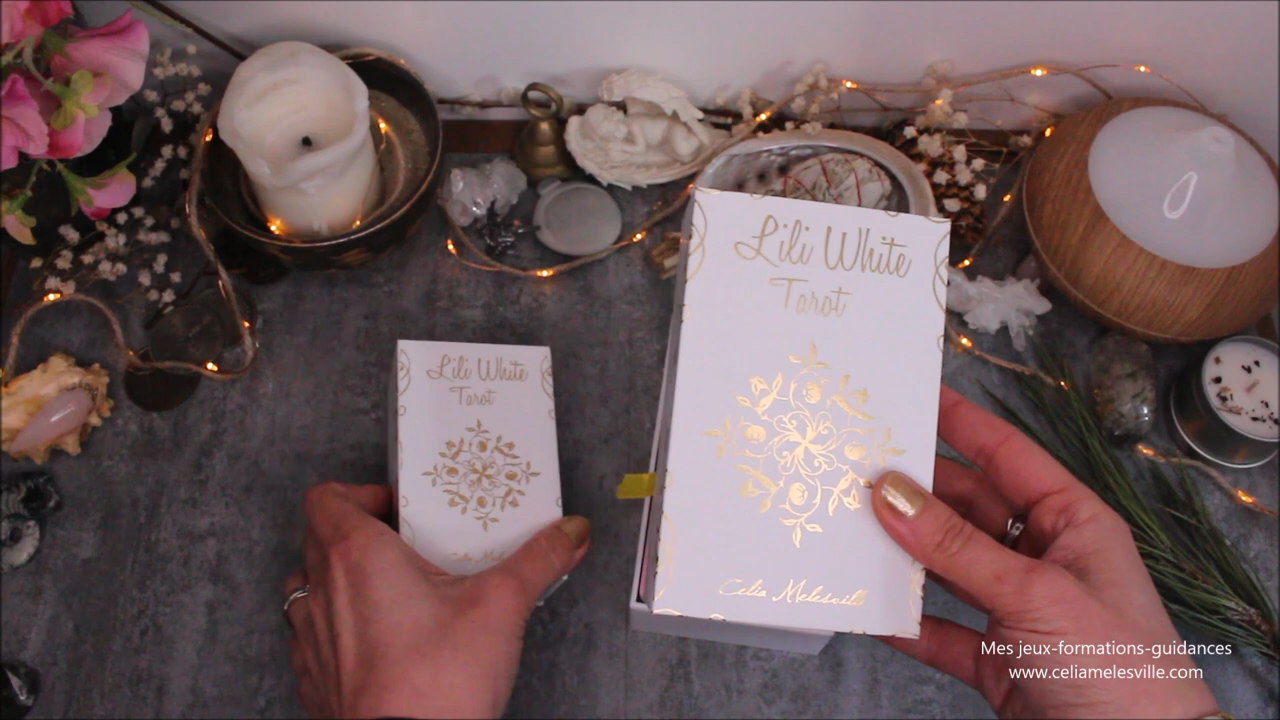 Lili White
Tarot
Lili White
Tarot
Celia Melesville
Mes jeux-formations-guidances
www.celiamelesville.com